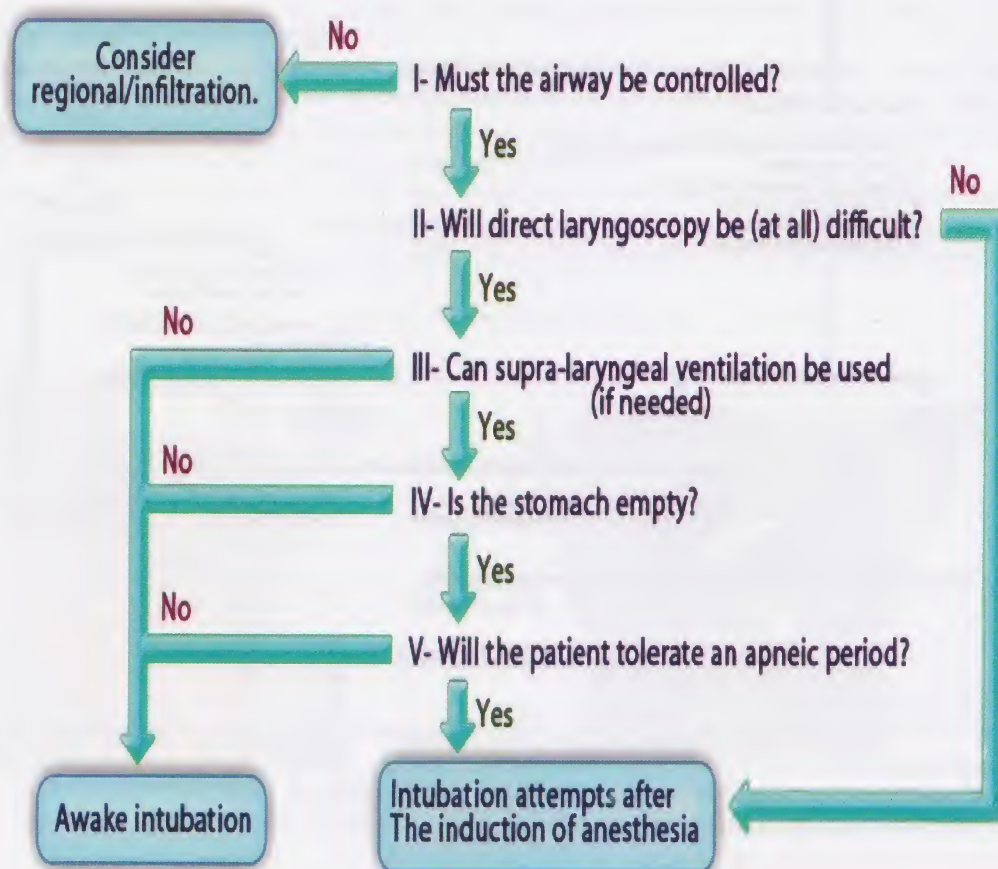 Consider
regional/infiltration.
No
I- Must the airway be controlled?
Yes
No
II- Will direct laryngoscopy be (at all) difficult?
Yes
No
III- Can supra-laryngeal ventilation be used
(if needed)
Yes
No
IV- Is the stomach empty?
Yes
No
V- Will the patient tolerate an apneic period?
Yes
Awake intubation
Intubation attempts after
The induction of anesthesia